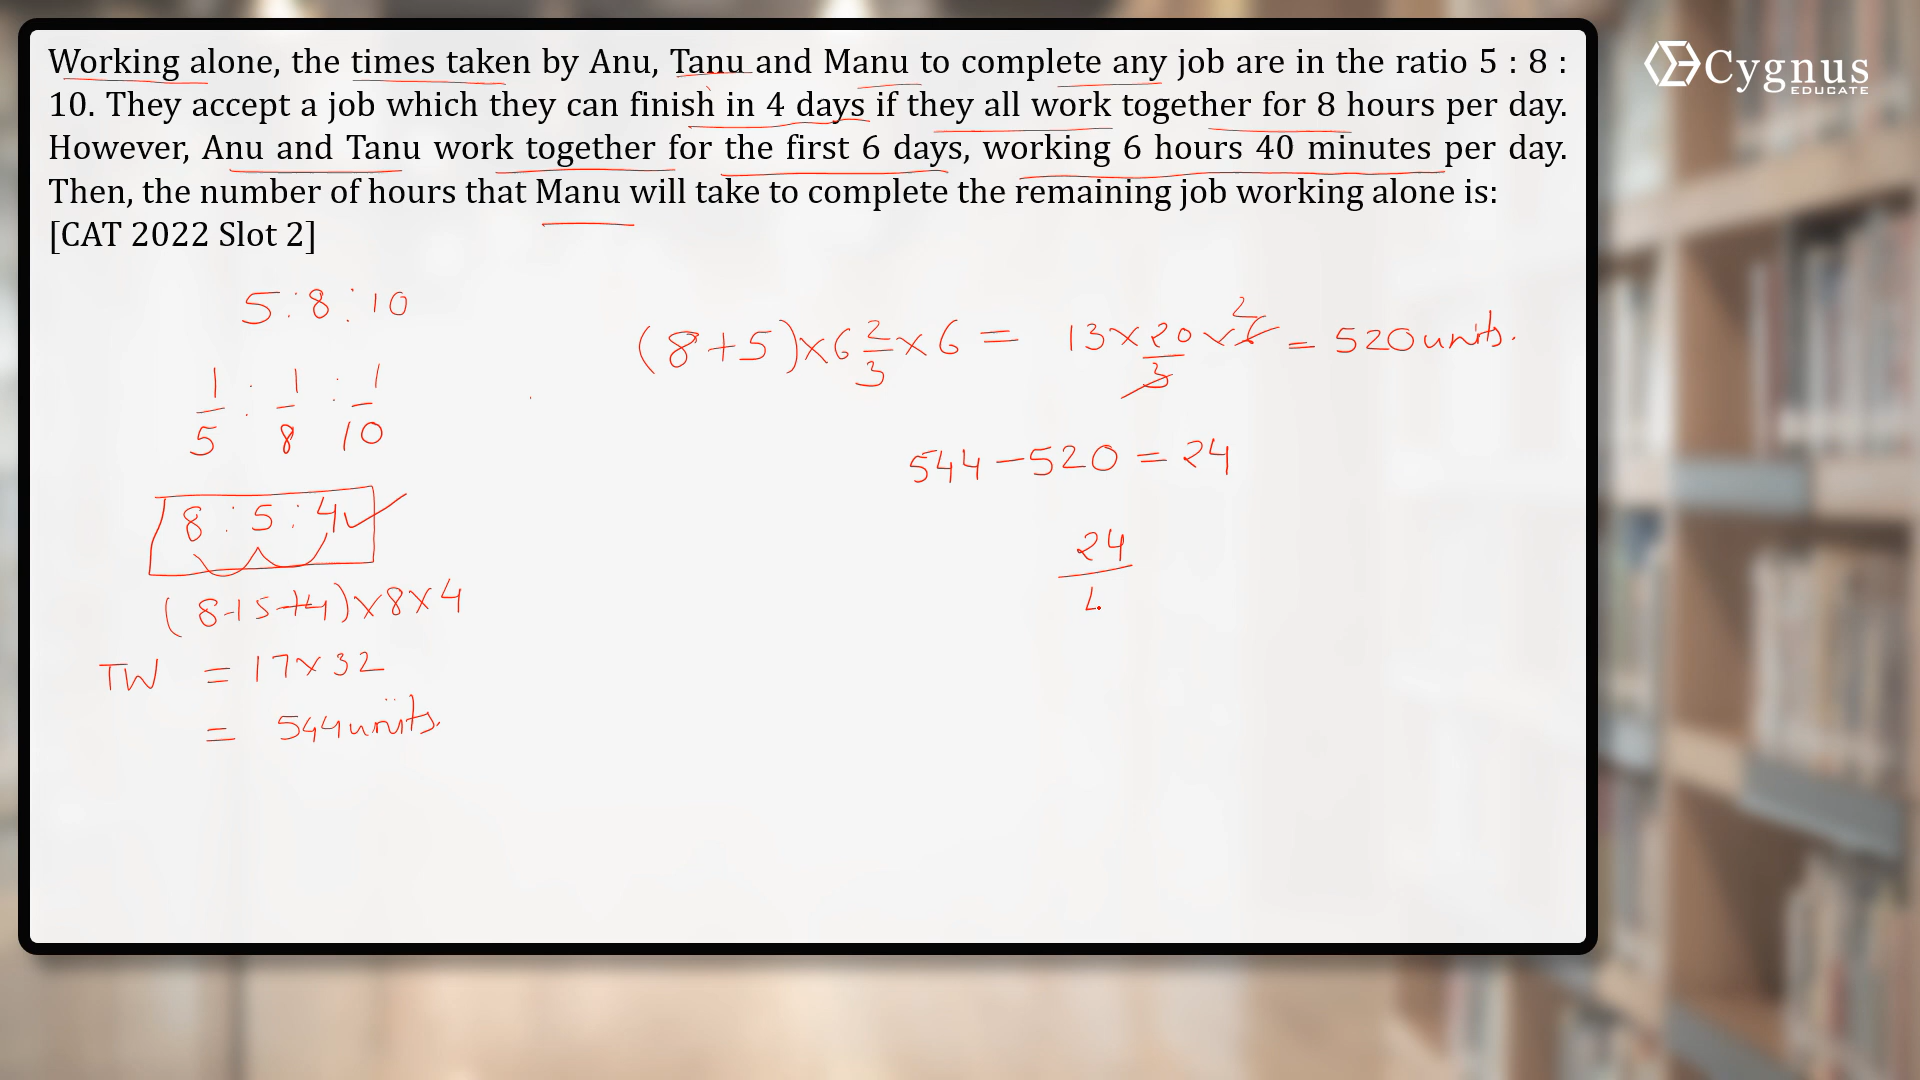 Working alone, the times taken by Anu, Tanu and Manu to complete any job are in the ratio 5 : 8 :
10. They accept a job which they can finish in 4 days if they all work together for 8 hours per day.
However, Anu and Tanu work together for the first 6 days, working 6 hours 40 minutes per day.
Then, the number of hours that Manu will take to complete the remaining job working alone is:
[CAT 2022 Slot 2]
Cygnus
EDUCATE
5 : 8 : 10
1/5 : 1/8 : 1/10
8 : 5 : 4
(8+5+4)×8×4
TW = 17×32
= 544 units.
(8+5)×6 2/3×6 = 13×20/3×6 2 = 520 units.
544-520 = 24
24